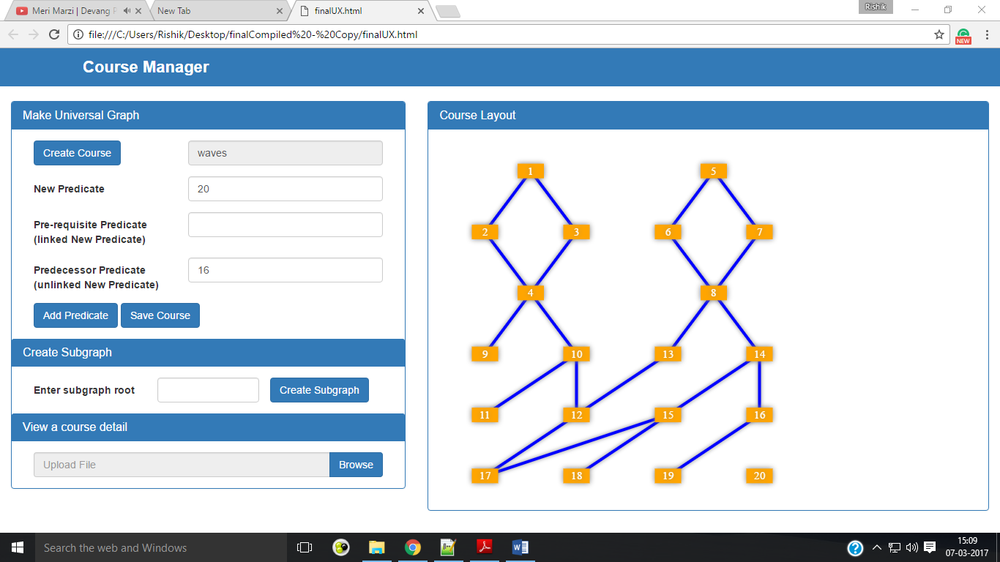 Meri Marzi | Devang
New Tab
finalUX.html
Rishik
file:///C:/Users/Rishik/Desktop/finalCompiled%20-%20Copy/finalUX.html
NEW
Course Manager
Make Universal Graph
Create Course
waves
New Predicate
20
Pre-requisite Predicate
(linked New Predicate)
Predecessor Predicate
(unlinked New Predicate)
16
Add Predicate
Save Course
Create Subgraph
Enter subgraph root
Create Subgraph
View a course detail
Upload File
Browse
Course Layout
1
5
2
3
6
7
4
8
9
10
13
14
11
12
15
16
17
18
19
20
Search the web and Windows
15:09
07-03-2017